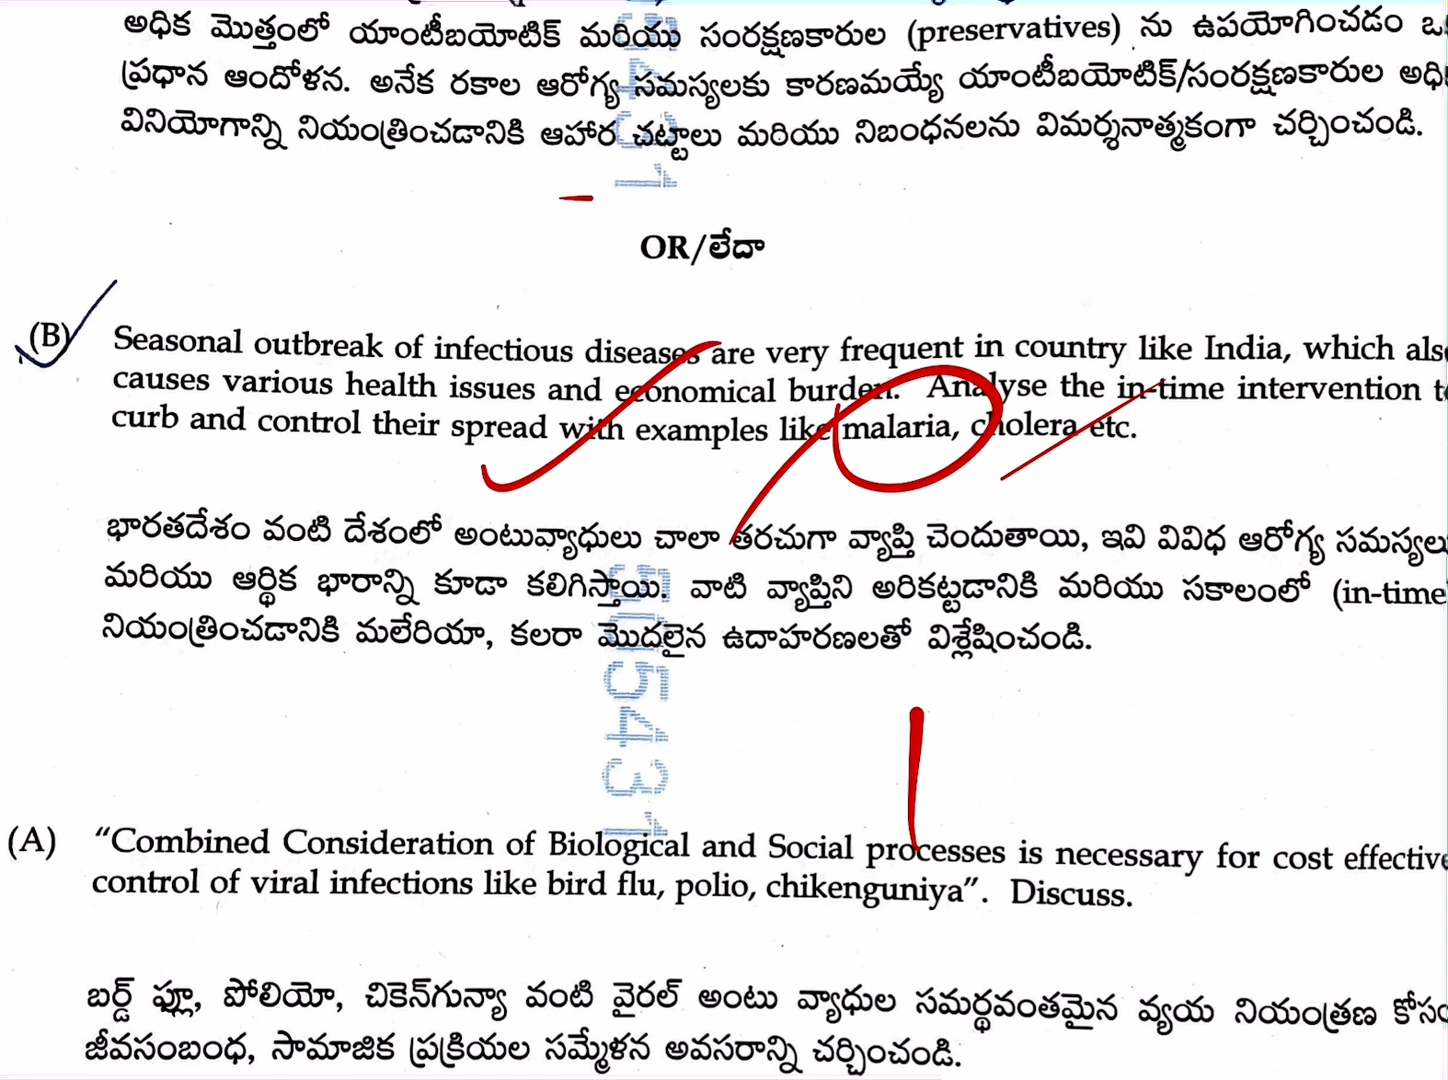 అధిక మొత్తంలో యాంటీబయోటిక్ మరియు సంరక్షణకారుల (preservatives) ను ఉపయోగించడం
ప్రధాన ఆందోళన. అనేక రకాల ఆరోగ్య సమస్యలకు కారణమయ్యే యాంటీబయోటిక్/సంరక్షణకారుల
వినియోగాన్ని నియంత్రించడానికి ఆహార చట్టాలు మరియు నిబంధనలను విమర్శనాత్మకంగా చర్చించండి.
OR/లేదా
(B) Seasonal outbreak of infectious diseases are very frequent in country like India, which
causes various health issues and economical burden. Analyse the in-time intervention
curb and control their spread with examples like malaria, cholera etc.
భారతదేశం వంటి దేశంలో అంటువ్యాధులు చాలా తరచుగా వ్యాప్తి చెందుతాయి, ఇవి వివిధ ఆరోగ్య సమస్యలు
మరియు ఆర్థిక భారాన్ని కూడా కలిగిస్తాయి. వాటి వ్యాప్తిని అరికట్టడానికి మరియు సకాలంలో (in-time
నియంత్రించడానికి మలేరియా, కలరా మొదలైన ఉదాహరణలతో విశ్లేషించండి.
(A) “Combined Consideration of Biological and Social processes is necessary for cost effective
control of viral infections like bird flu, polio, chikenguniya”. Discuss.
బర్డ్ ఫ్లూ, పోలియో, చికెన్‌గున్యా వంటి వైరల్ అంటు వ్యాధుల సమర్థవంతమైన వ్యయ నియంత్రణ కోసం
జీవసంబంధ, సామాజిక ప్రక్రియల సమ్మేళన అవసరాన్ని చర్చించండి.